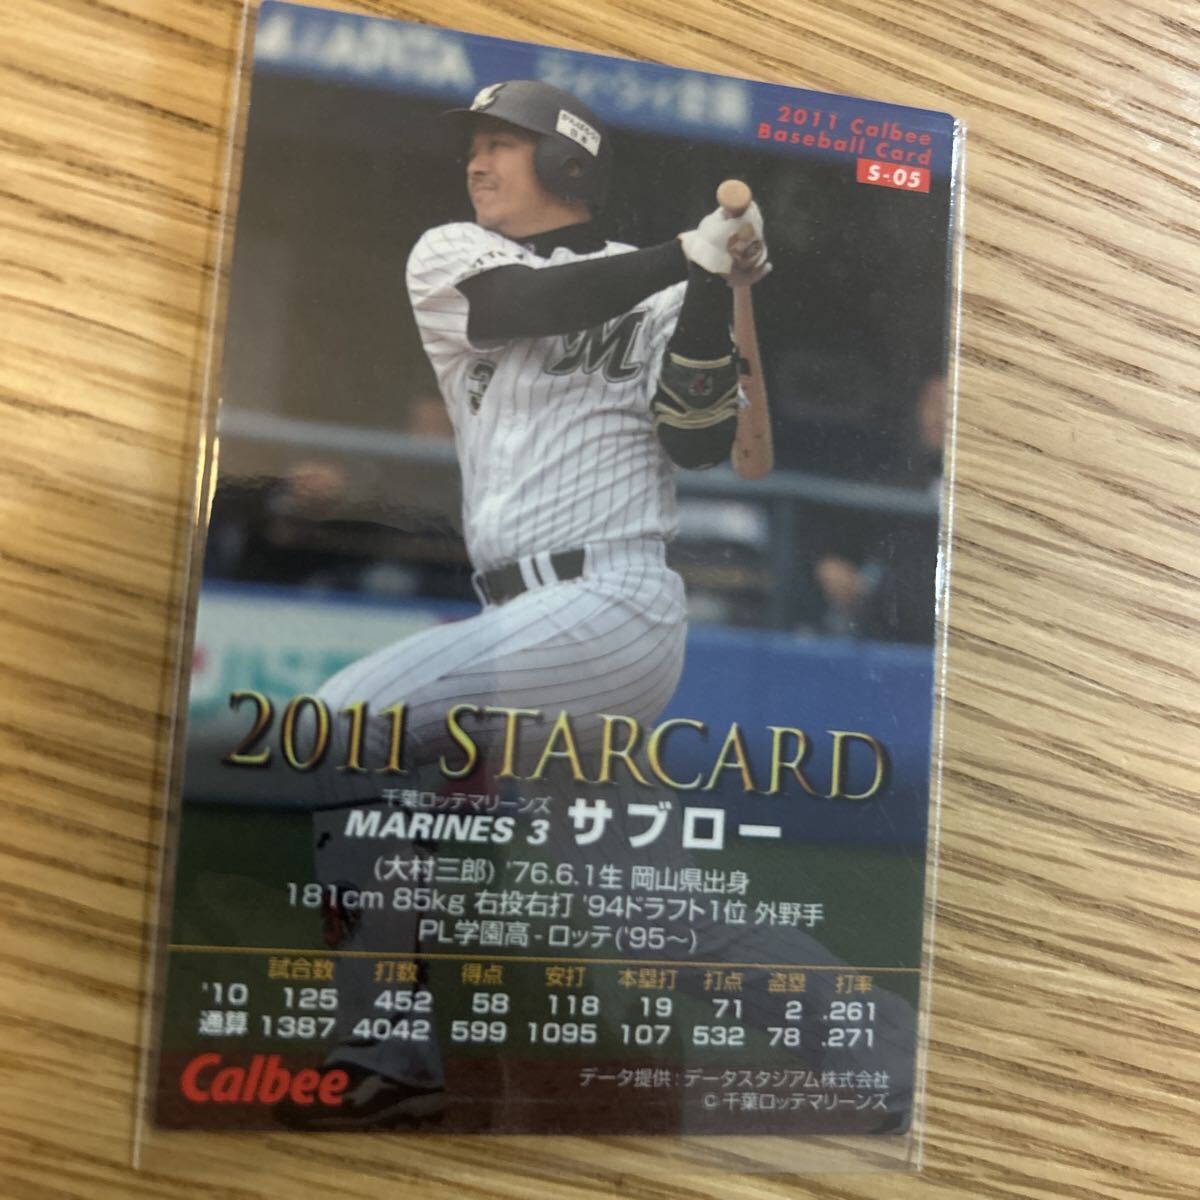 2011 Calbee
Baseball Card
S-05
M
3
2011 STARCARD
千葉ロッテマリーンズ
MARINES 3 サブロー
(大村三郎) '76.6.1生 岡山県出身
181cm 85kg 右投右打 '94ドラフト1位 外野手
PL学園高-ロッテ('95～)
試合数 打数 得点 安打 本塁打 打点 盗塁 打率
'10 125 452 58 118 19 71 2 .261
通算 1387 4042 599 1095 107 532 78 .271
Calbee
データ提供:データスタジアム株式会社
©千葉ロッテマリーンズ